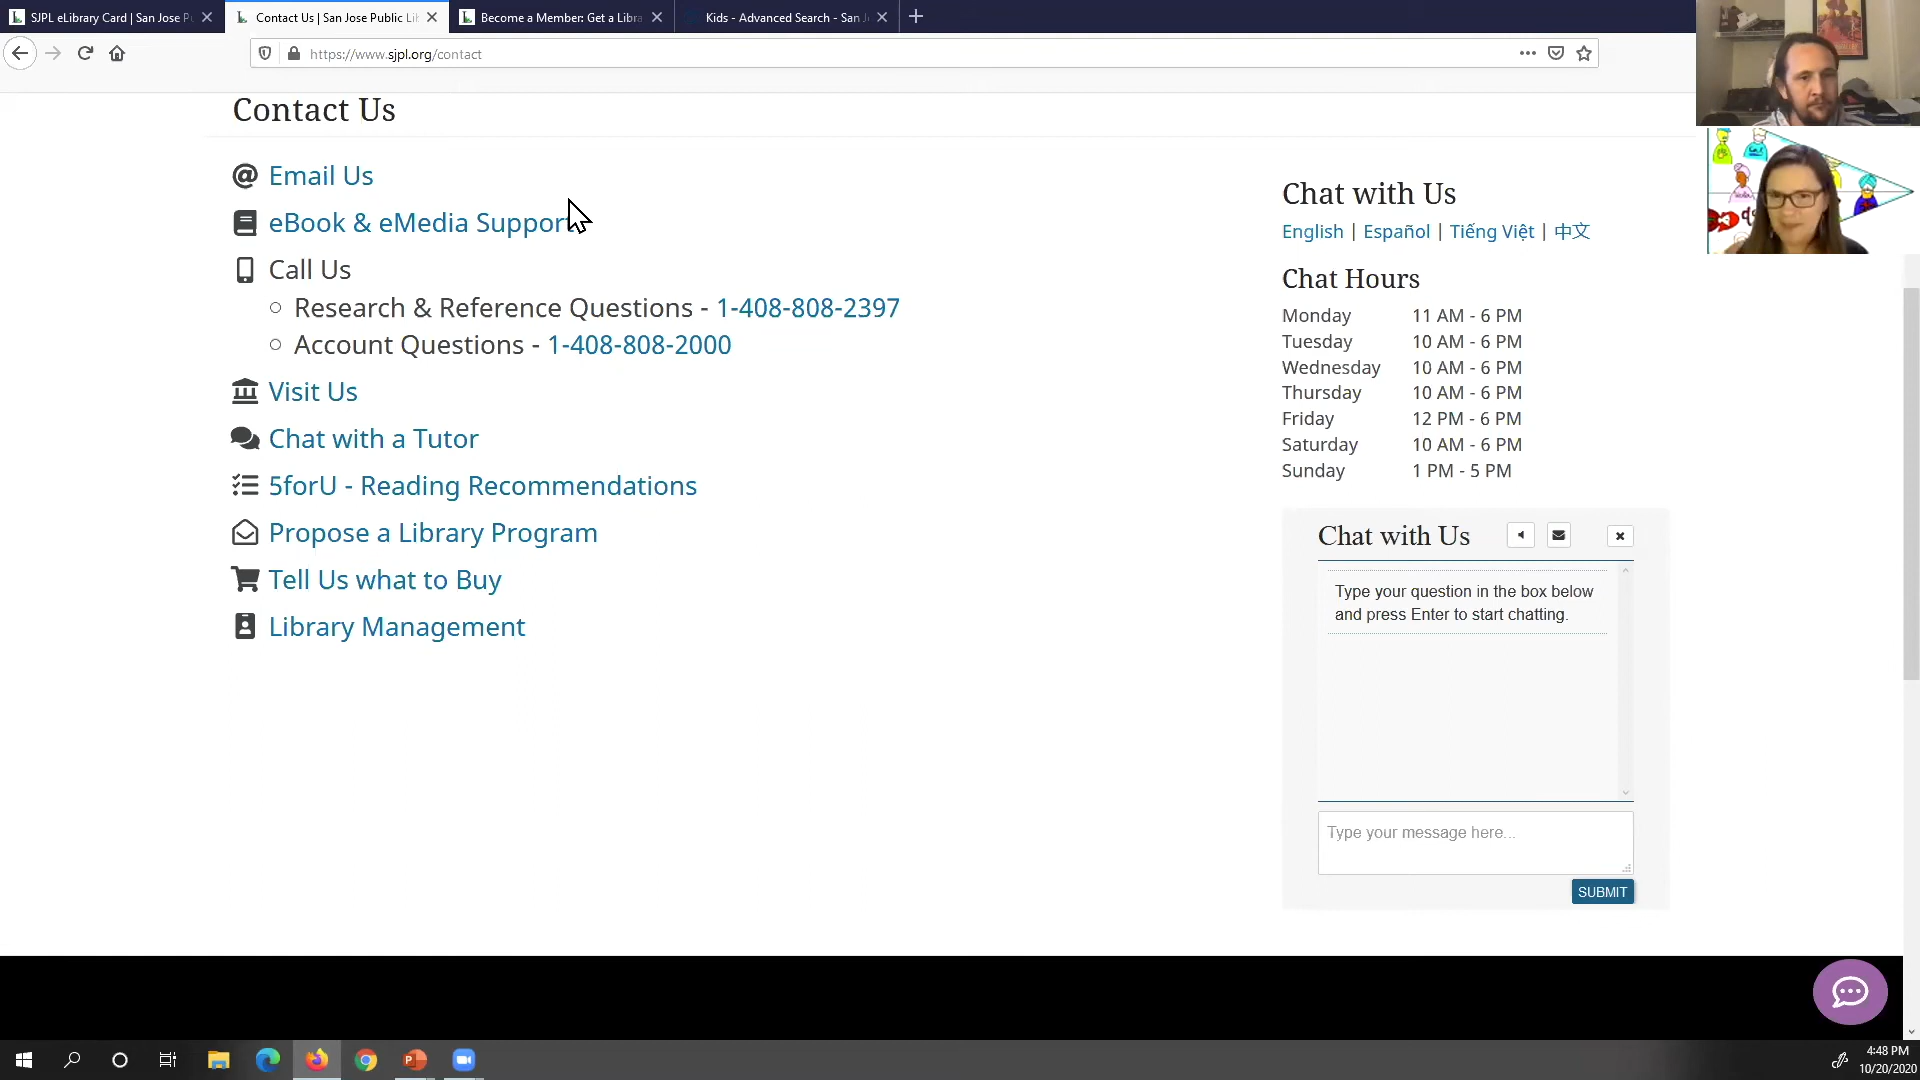 SJPL eLibrary Card | San Jose P
Contact Us | San Jose Public Li
Become a Member: Get a Libra
Kids - Advanced Search - San J
https://www.sjpl.org/contact
Contact Us
Email Us
eBook & eMedia Support
Call Us
Research & Reference Questions - 1-408-808-2397
Account Questions - 1-408-808-2000
Visit Us
Chat with a Tutor
5forU - Reading Recommendations
Propose a Library Program
Tell Us what to Buy
Library Management
Chat with Us
English | Español | Tiếng Việt | 中文
Chat Hours
Monday 11 AM - 6 PM
Tuesday 10 AM - 6 PM
Wednesday 10 AM - 6 PM
Thursday 10 AM - 6 PM
Friday 12 PM - 6 PM
Saturday 10 AM - 6 PM
Sunday 1 PM - 5 PM
Chat with Us
Type your question in the box below
and press Enter to start chatting.
Type your message here...
SUBMIT
4:48 PM
10/20/2020